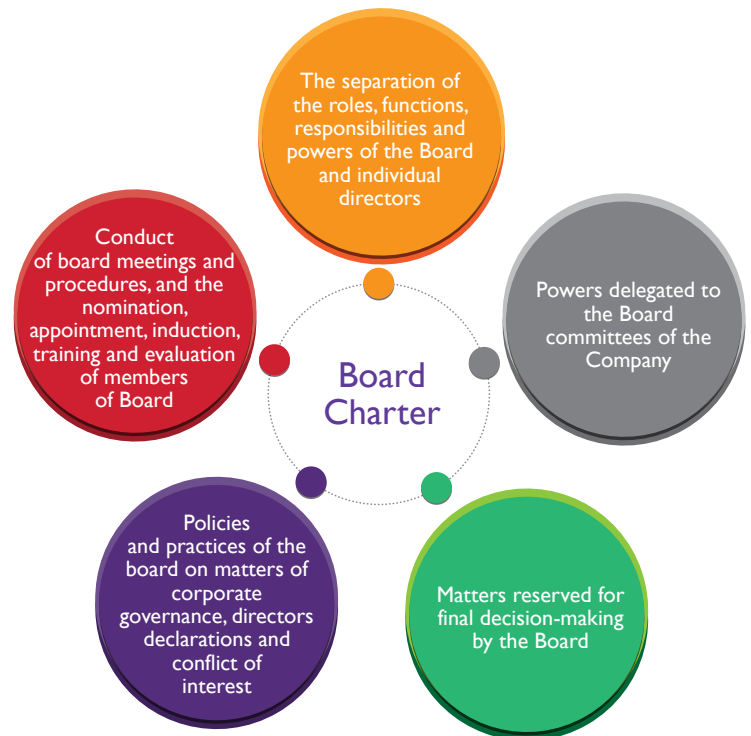 The separation of
the roles, functions,
responsibilities and
powers of the Board
and individual
directors
Conduct
of board meetings and
procedures, and the
nomination,
appointment, induction,
training and evaluation
of members
of Board
Powers delegated to
the Board
committees of the
Company
Board
Charter
Policies
and practices of the
board on matters of
corporate
governance, directors
declarations and
conflict of
interest
Matters reserved for
final decision-making
by the Board